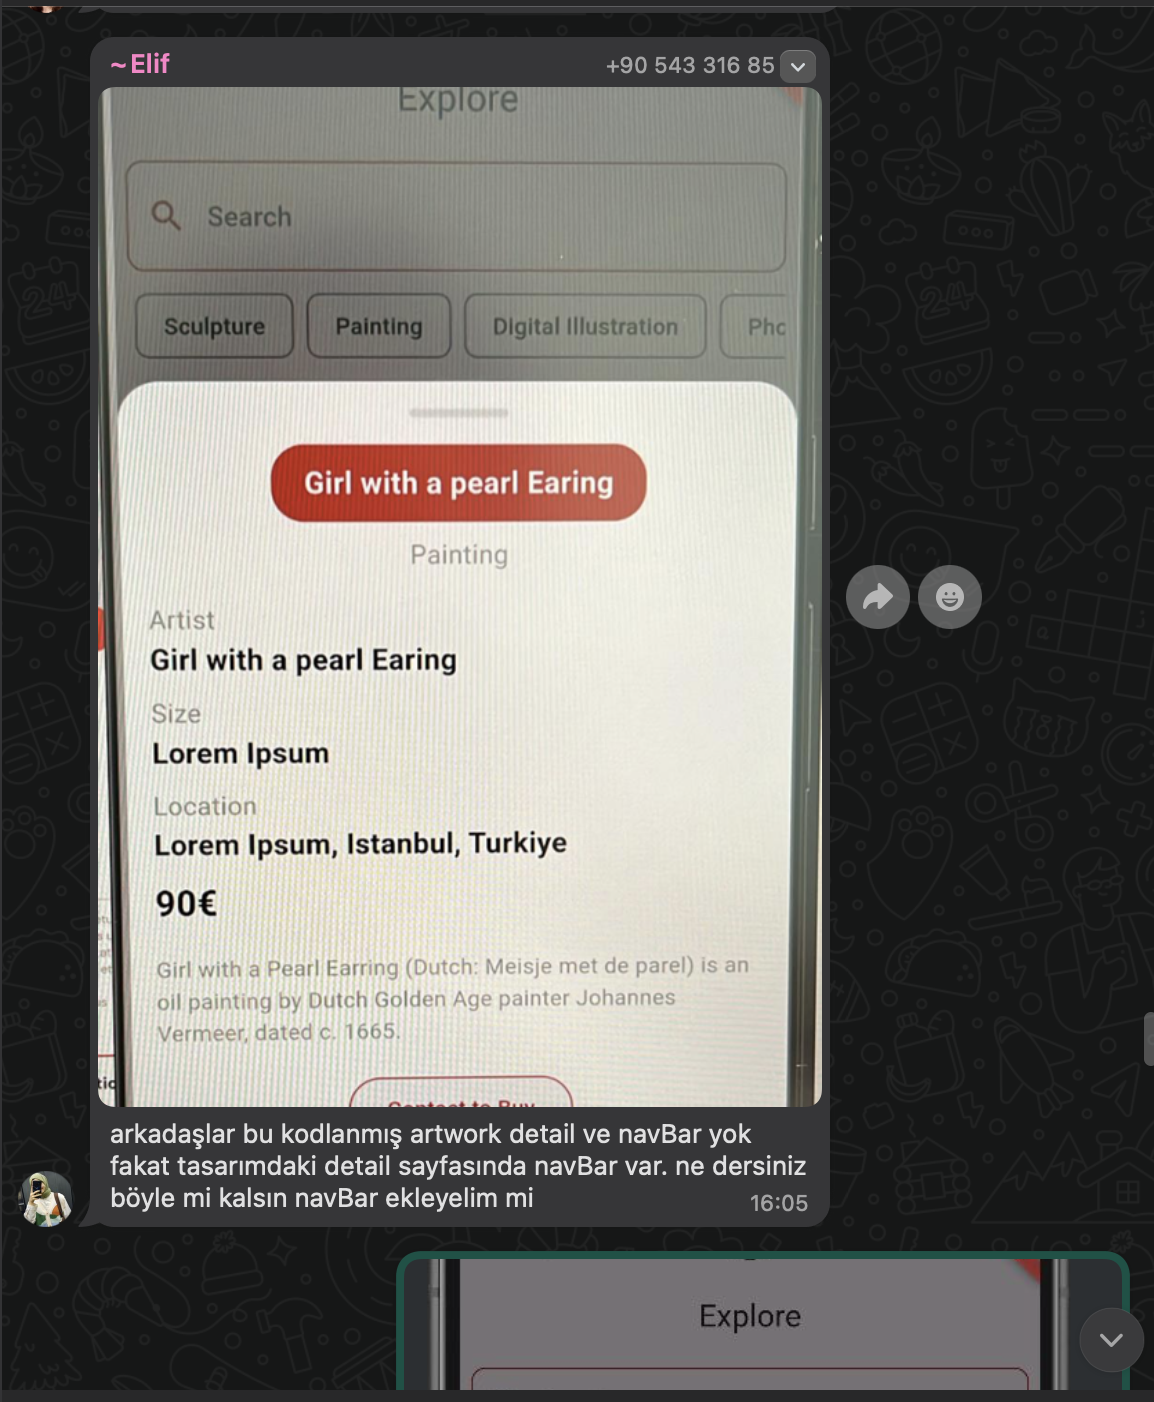 ~Elif
+90 543 316 85
Explore
Search
Sculpture
Painting
Digital Illustration
Pho
Girl with a pearl Earing
Painting
Artist
Girl with a pearl Earing
Size
Lorem Ipsum
Location
Lorem Ipsum, Istanbul, Turkiye
90€
Girl with a Pearl Earring (Dutch: Meisje met de parel) is an
oil painting by Dutch Golden Age painter Johannes
Vermeer, dated c. 1665.
Contact to Buy
arkadaşlar bu kodlanmış artwork detail ve navBar yok
fakat tasarımdaki detail sayfasında navBar var. ne dersiniz
böyle mi kalsın navBar ekleyelim mi
16:05
Explore